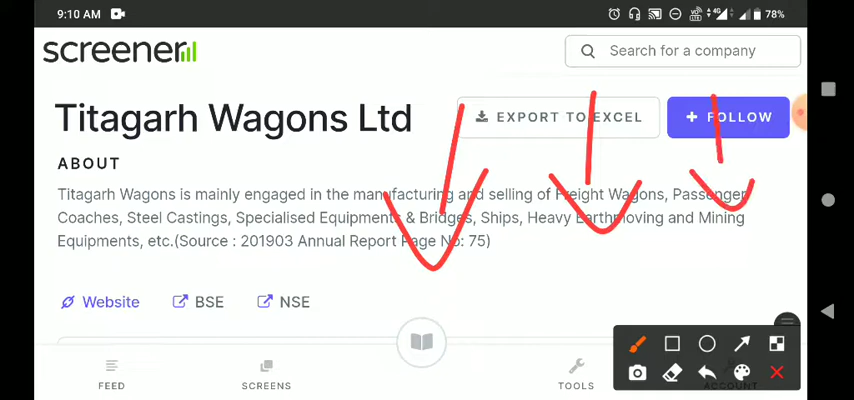 9:10 AM
4G
78%
screener
Search for a company
Titagarh Wagons Ltd
EXPORT TO EXCEL
FOLLOW
ABOUT
Titagarh Wagons is mainly engaged in the manufacturing and selling of Freight Wagons, Passenger
Coaches, Steel Castings, Specialised Equipments & Bridges, Ships, Heavy Earthmoving and Mining
Equipments, etc.(Source : 201903 Annual Report Page No: 75)
Website
BSE
NSE
FEED
SCREENS
TOOLS
ACCOUNT